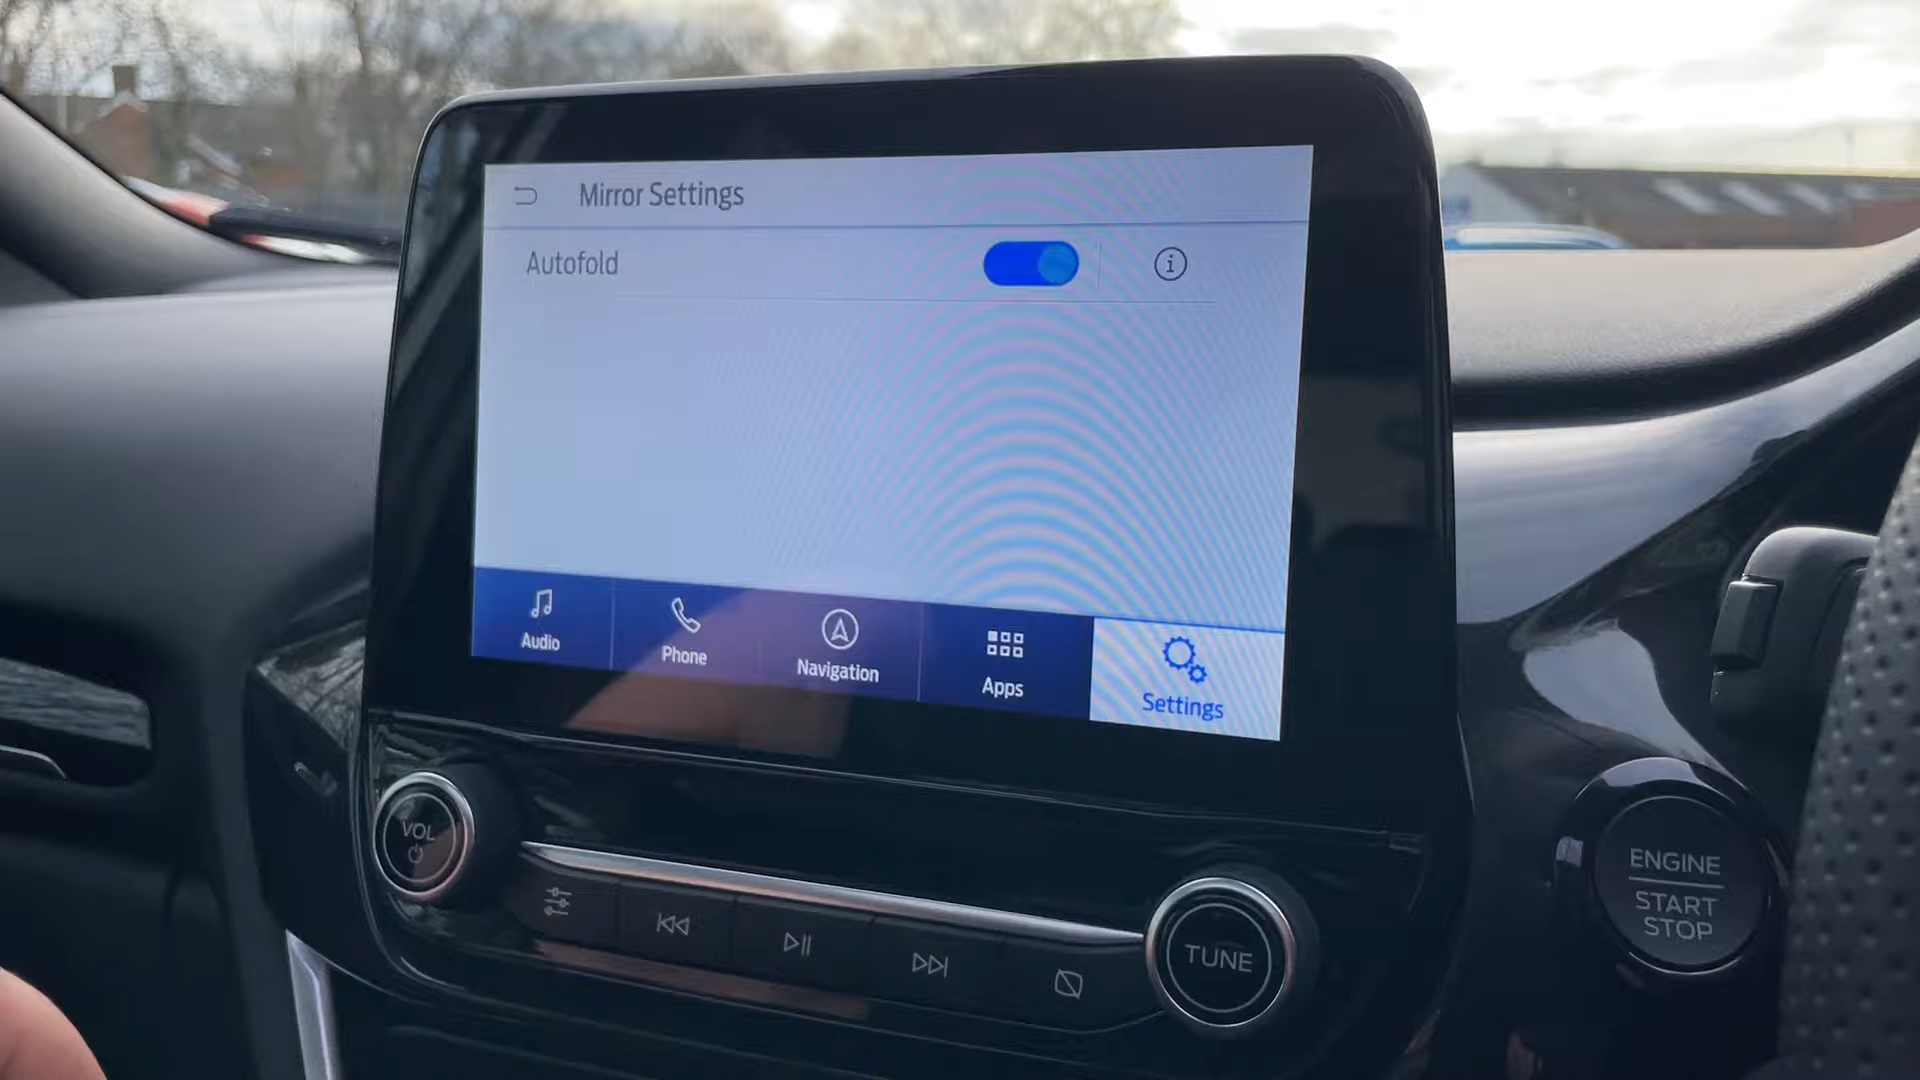 Mirror Settings
Autofold
Audio
Phone
Navigation
Apps
Settings
VOL
TUNE
ENGINE
START
STOP